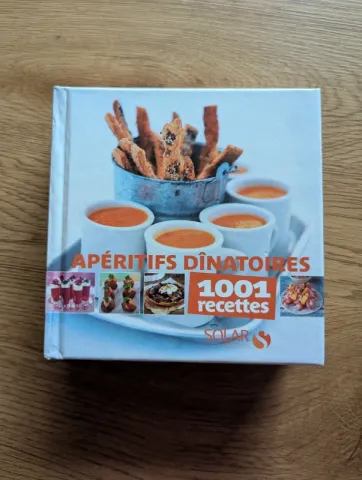 APÉRITIFS DÎNATOIRES
1001
recettes
SOLAR